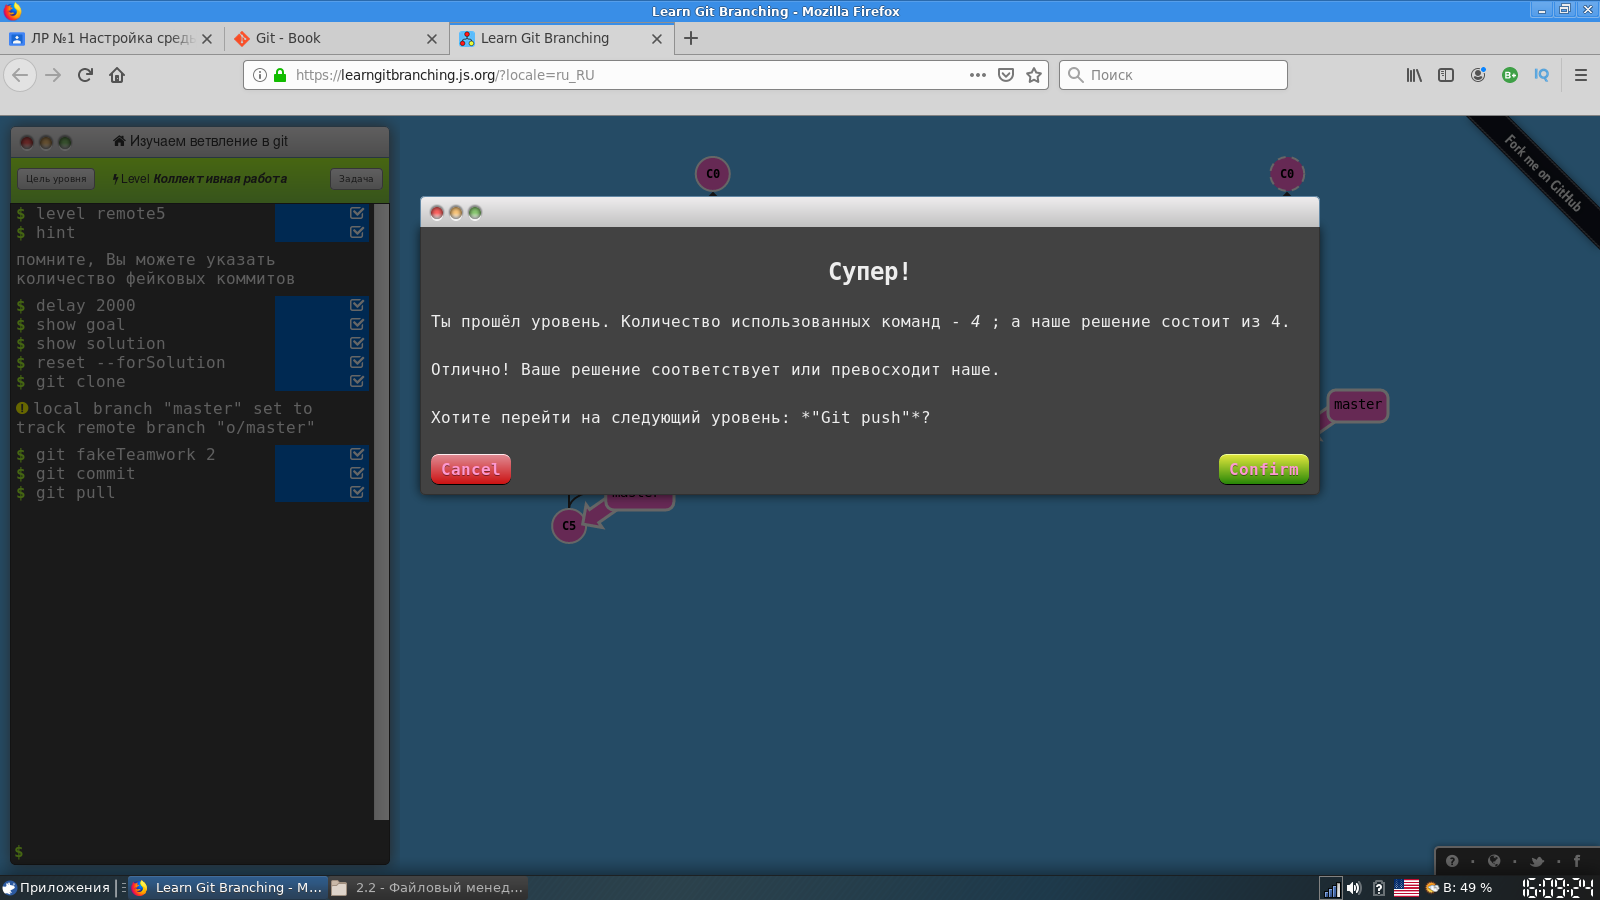 Learn Git Branching - Mozilla Firefox
ЛР №1 Настройка сред
Git - Book
Learn Git Branching
https://learngitbranching.js.org/?locale=ru_RU
Поиск
B+
IQ
Изучаем ветвление в git
Цель уровня
Level Коллективная работа
Задача
$ level remote5
$ hint
помните, Вы можете указать
количество фейковых коммитов
$ delay 2000
$ show goal
$ show solution
$ reset --forSolution
$ git clone
local branch "master" set to
track remote branch "o/master"
$ git fakeTeamwork 2
$ git commit
$ git pull
$
C0
C0
Fork me on GitHub
Супер!
Ты прошёл уровень. Количество использованных команд - 4 ; а наше решение состоит из 4.
Отлично! Ваше решение соответствует или превосходит наше.
Хотите перейти на следующий уровень: *"Git push"*?
Cancel
Confirm
master
master
C5
Приложения
Learn Git Branching - M...
2.2 - Файловый менед...
В: 49 %
16:09:24